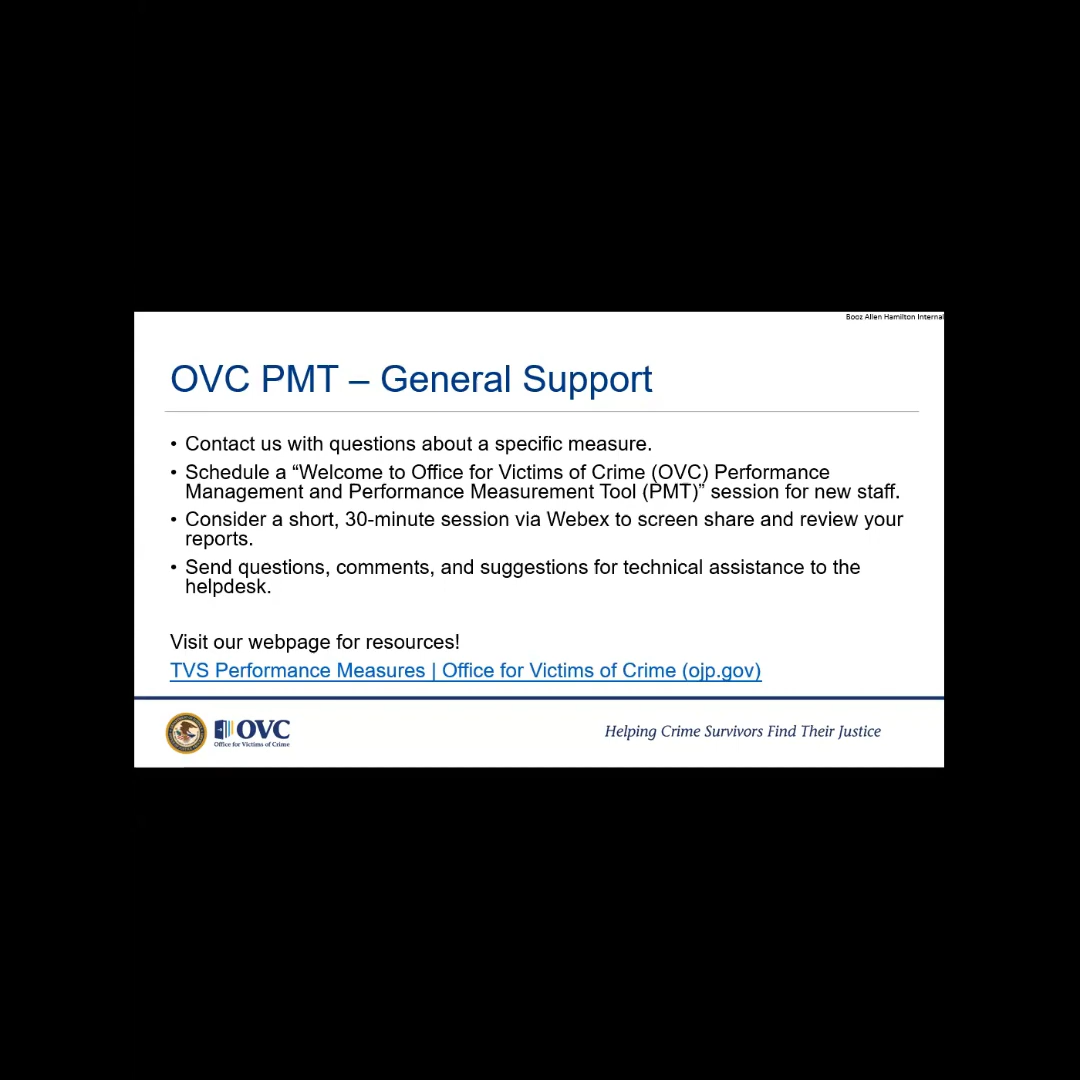 Booz Allen Hamilton Internal
OVC PMT – General Support
• Contact us with questions about a specific measure.
• Schedule a “Welcome to Office for Victims of Crime (OVC) Performance
Management and Performance Measurement Tool (PMT)” session for new staff.
• Consider a short, 30-minute session via Webex to screen share and review your
reports.
• Send questions, comments, and suggestions for technical assistance to the
helpdesk.
Visit our webpage for resources!
TVS Performance Measures | Office for Victims of Crime (ojp.gov)
OVC
Office for Victims of Crime
Helping Crime Survivors Find Their Justice